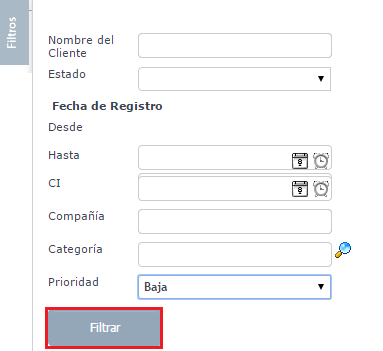 Filtros
Nombre del
Cliente
Estado
Fecha de Registro
Desde
Hasta
CI
Compañía
Categoría
Prioridad
Baja
Filtrar